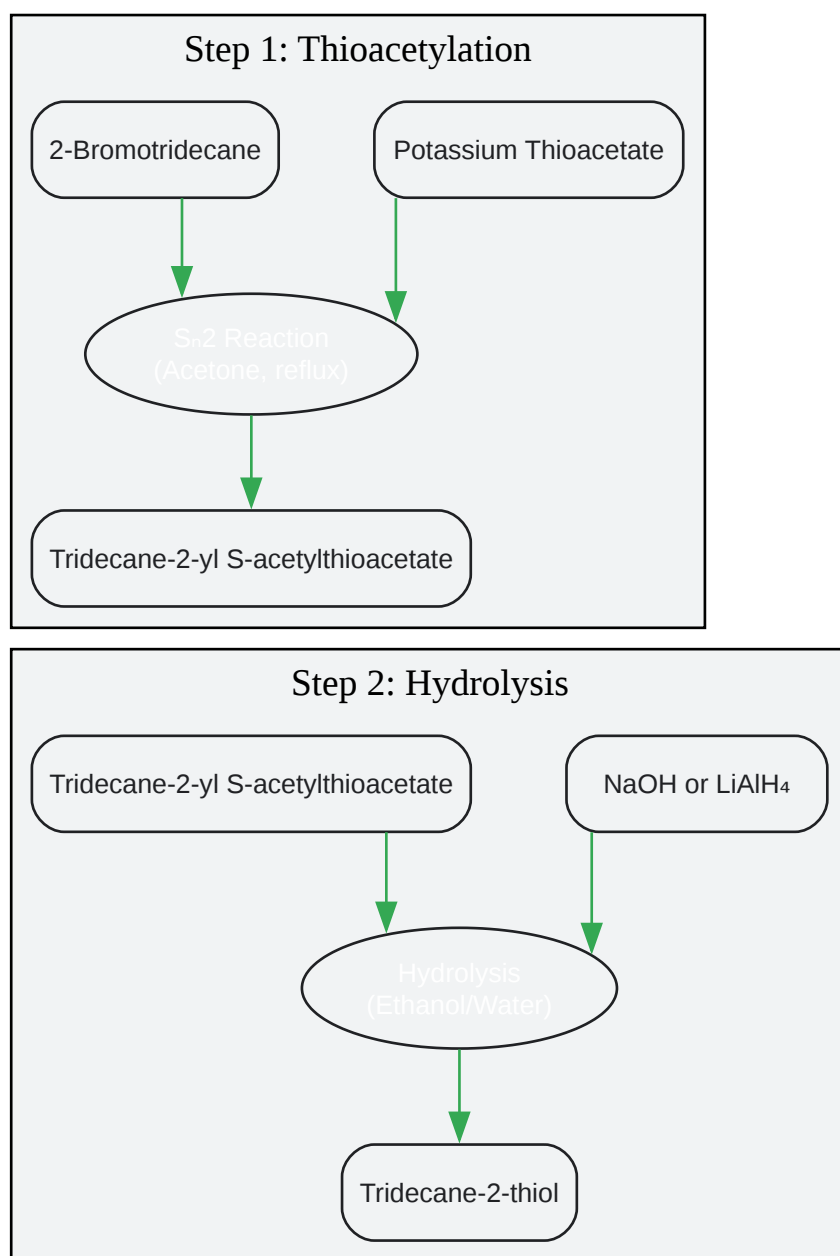 Step 1: Thioacetylation
2-Bromotridecane
Potassium Thioacetate
Sₙ2 Reaction
(Acetone, reflux)
Tridecane-2-yl S-acetylthioacetate
Step 2: Hydrolysis
Tridecane-2-yl S-acetylthioacetate
NaOH or LiAlH₄
Hydrolysis
(Ethanol/Water)
Tridecane-2-thiol